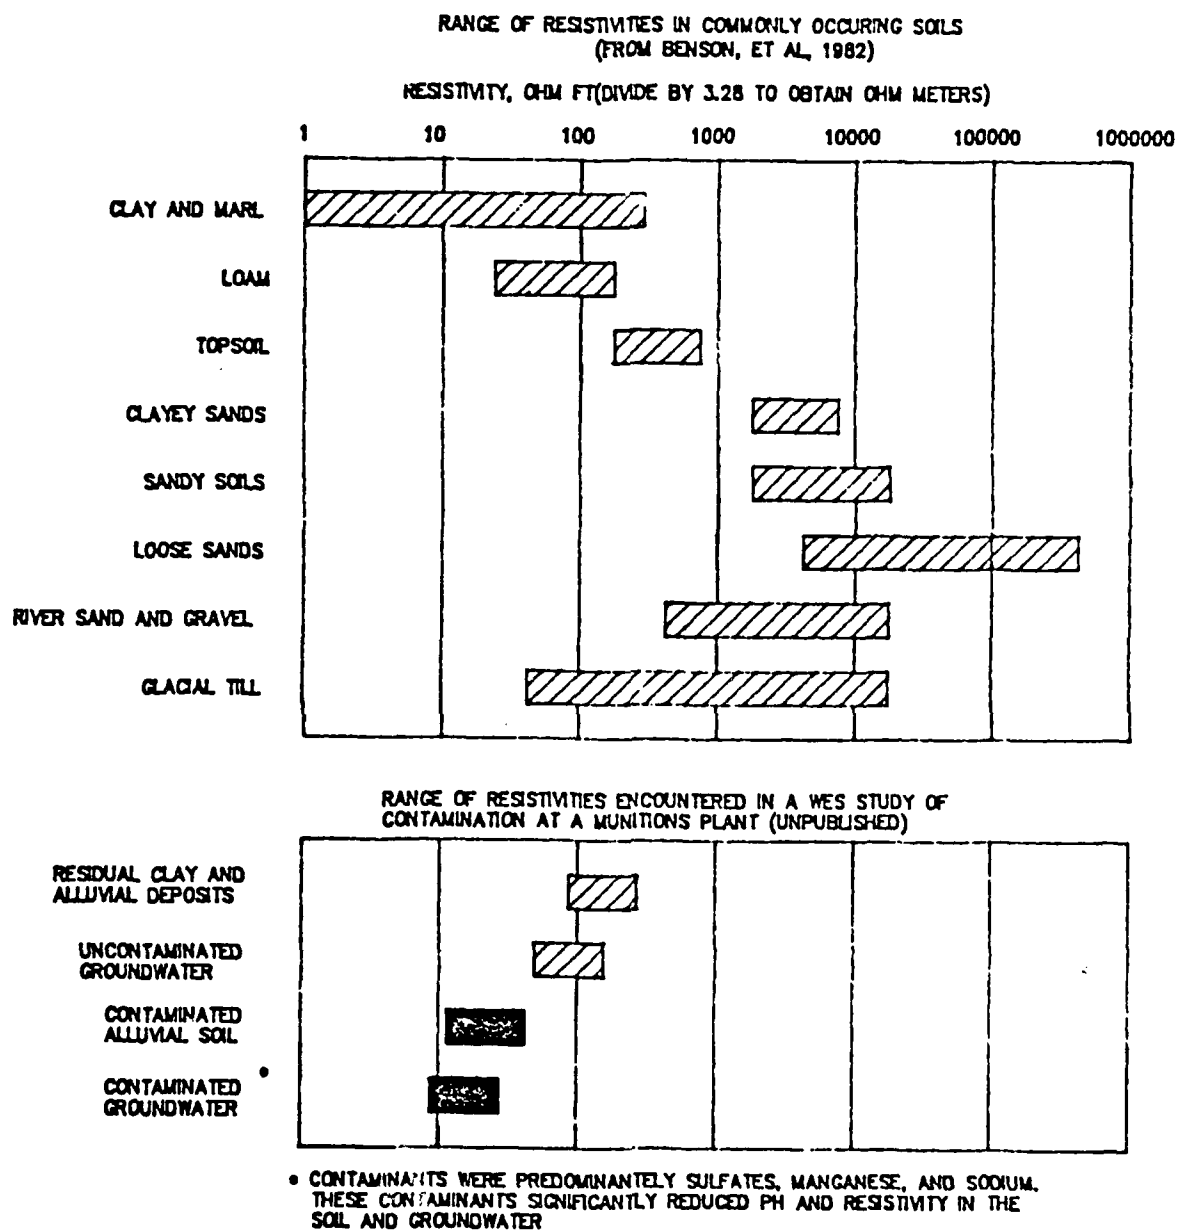 RANGE OF RESISTIVITIES IN COMMONLY OCCURING SOILS
(FROM BENSON, ET AL, 1982)
RESISTIVITY, OHM FT(DIVIDE BY 3.28 TO OBTAIN OHM METERS)
1 10 100 1000 10000 100000 1000000
CLAY AND MARL
LOAM
TOPSOIL
CLAYEY SANDS
SANDY SOILS
LOOSE SANDS
RIVER SAND AND GRAVEL
GLACIAL TILL
RANGE OF RESISTIVITIES ENCOUNTERED IN A WES STUDY OF
CONTAMINATION AT A MUNITIONS PLANT (UNPUBLISHED)
RESIDUAL CLAY AND
ALLUVIAL DEPOSITS
UNCONTAMINATED
GROUNDWATER
CONTAMINATED
ALLUVIAL SOIL
CONTAMINATED •
GROUNDWATER
• CONTAMINANTS WERE PREDOMINANTELY SULFATES, MANGANESE, AND SODIUM.
THESE CONTAMINANTS SIGNIFICANTLY REDUCED PH AND RESISTIVITY IN THE
SOIL AND GROUNDWATER